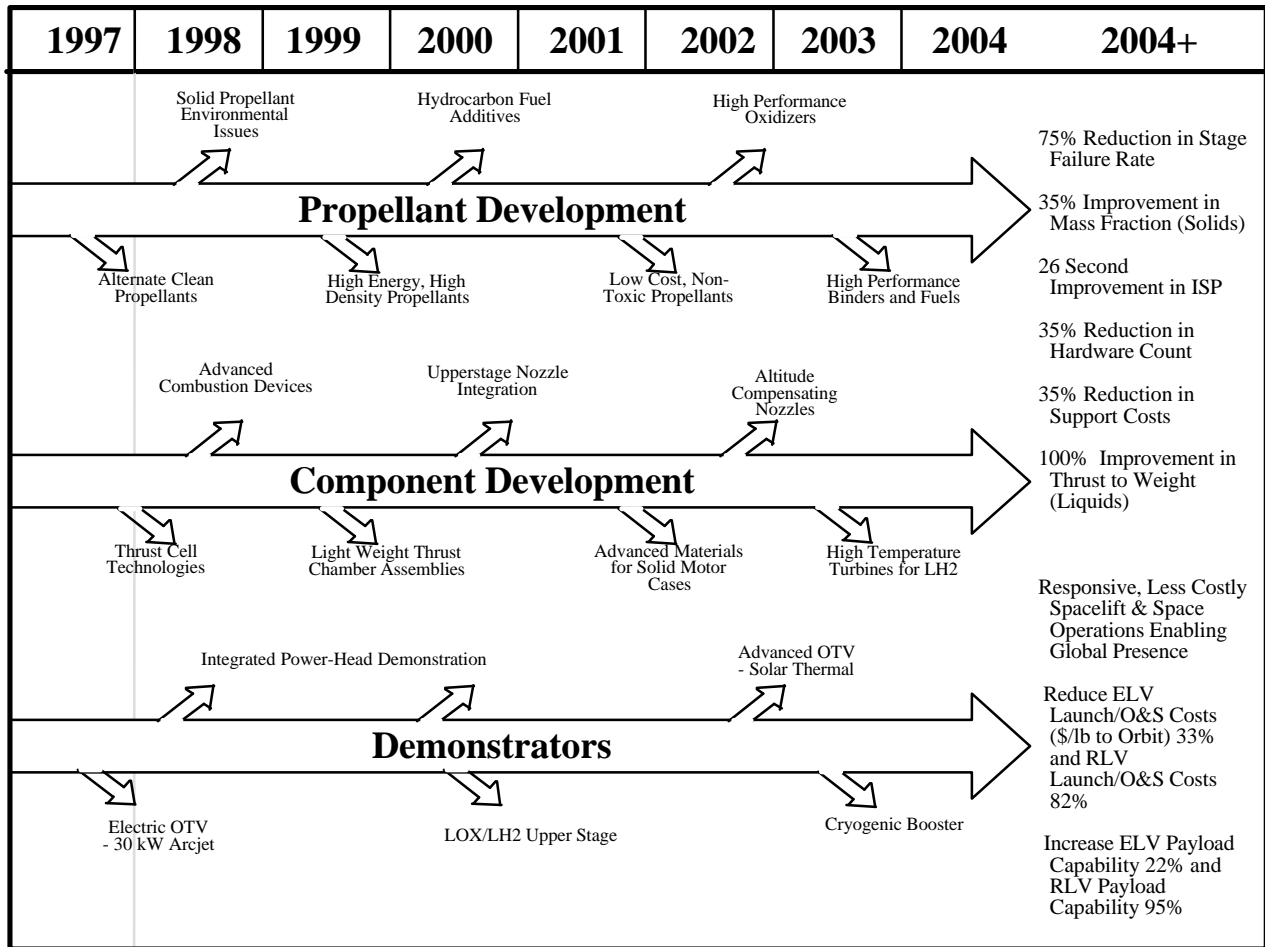 1997 1998 1999 2000 2001 2002 2003 2004 2004+
Solid Propellant
Environmental
Issues
Hydrocarbon Fuel
Additives
High Performance
Oxidizers
Propellant Development
Alternate Clean
Propellants
High Energy, High
Density Propellants
Low Cost, Non-
Toxic Propellants
High Performance
Binders and Fuels
Advanced
Combustion Devices
Upperstage Nozzle
Integration
Altitude
Compensating
Nozzles
Component Development
Thrust Cell
Technologies
Light Weight Thrust
Chamber Assemblies
Advanced Materials
for Solid Motor
Cases
High Temperature
Turbines for LH2
Integrated Power-Head Demonstration
Advanced OTV
- Solar Thermal
Demonstrators
Electric OTV
- 30 kW Arcjet
LOX/LH2 Upper Stage
Cryogenic Booster
75% Reduction in Stage
Failure Rate
35% Improvement in
Mass Fraction (Solids)
26 Second
Improvement in ISP
35% Reduction in
Hardware Count
35% Reduction in
Support Costs
100% Improvement in
Thrust to Weight
(Liquids)
Responsive, Less Costly
Spacelift & Space
Operations Enabling
Global Presence
Reduce ELV
Launch/O&S Costs
($/lb to Orbit) 33%
and RLV
Launch/O&S Costs
82%
Increase ELV Payload
Capability 22% and
RLV Payload
Capability 95%